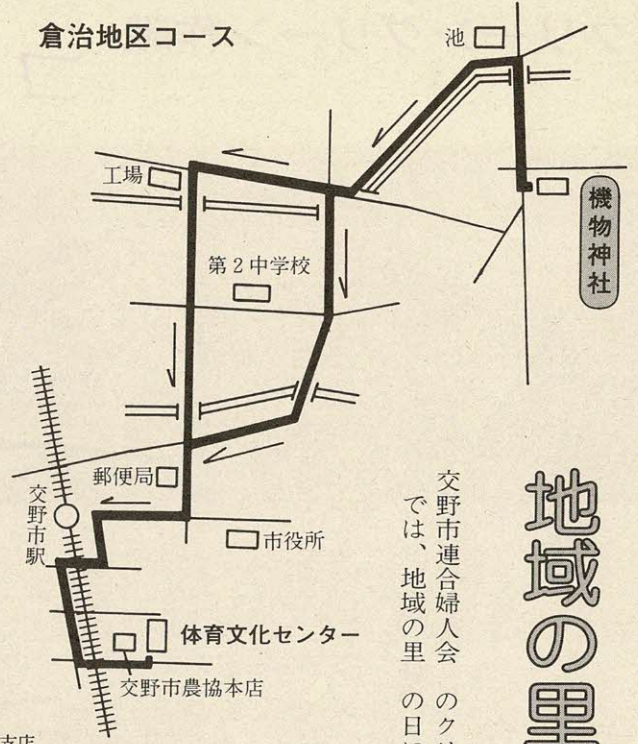 倉治地区コース
池
工場
機物神社
第2中学校
地域の里
交野市連合婦人会
では、地域の里
のク
の日
郵便局
交野市駅
市役所
体育文化センター
交野市農協本店
支店